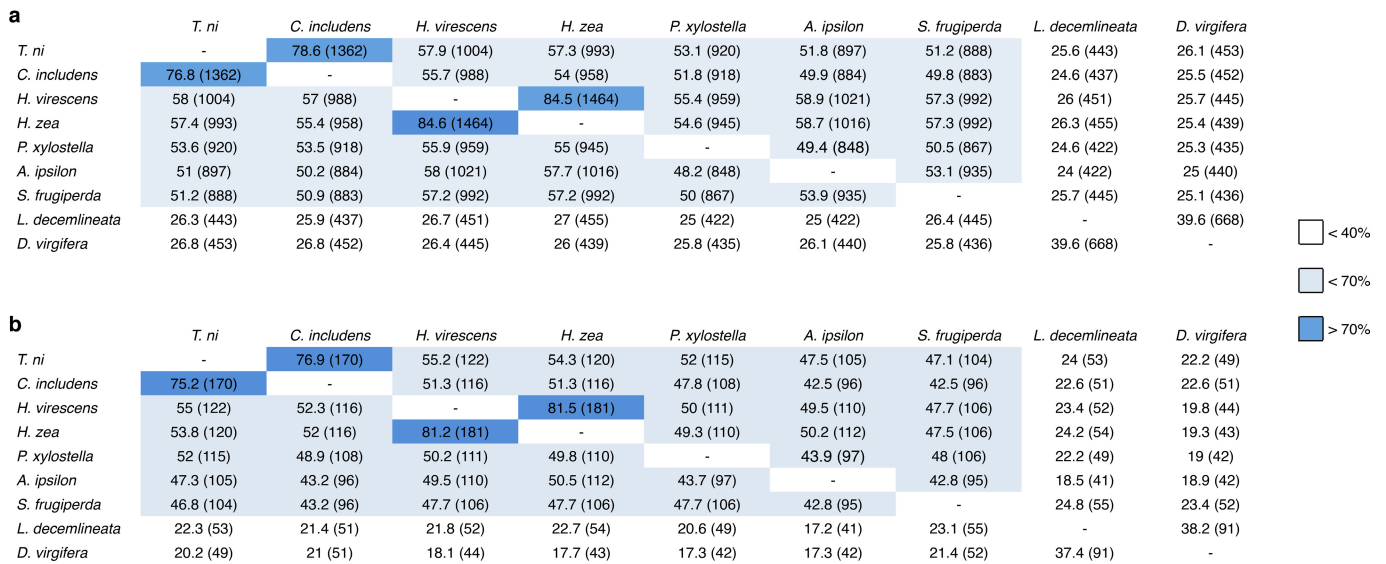 a
T. ni C. includens H. virescens H. zea P. xylostella A. ipsilon S. frugiperda L. decemlineata D. virgifera
T. ni - 78.6 (1362) 57.9 (1004) 57.3 (993) 53.1 (920) 51.8 (897) 51.2 (888) 25.6 (443) 26.1 (453)
C. includens 76.8 (1362) - 55.7 (988) 54 (958) 51.8 (918) 49.9 (884) 49.8 (883) 24.6 (437) 25.5 (452)
H. virescens 58 (1004) 57 (988) - 84.5 (1464) 55.4 (959) 58.9 (1021) 57.3 (992) 26 (451) 25.7 (445)
H. zea 57.4 (993) 55.4 (958) 84.6 (1464) - 54.6 (945) 58.7 (1016) 57.3 (992) 26.3 (455) 25.4 (439)
P. xylostella 53.6 (920) 53.5 (918) 55.9 (959) 55 (945) - 49.4 (848) 50.5 (867) 24.6 (422) 25.3 (435)
A. ipsilon 51 (897) 50.2 (884) 58 (1021) 57.7 (1016) 48.2 (848) - 53.1 (935) 24 (422) 25 (440)
S. frugiperda 51.2 (888) 50.9 (883) 57.2 (992) 57.2 (992) 50 (867) 53.9 (935) - 25.7 (445) 25.1 (436)
L. decemlineata 26.3 (443) 25.9 (437) 26.7 (451) 27 (455) 25 (422) 25 (422) 26.4 (445) - 39.6 (668)
D. virgifera 26.8 (453) 26.8 (452) 26.4 (445) 26 (439) 25.8 (435) 26.1 (440) 25.8 (436) 39.6 (668) -
< 40%
< 70%
> 70%
b
T. ni C. includens H. virescens H. zea P. xylostella A. ipsilon S. frugiperda L. decemlineata D. virgifera
T. ni - 76.9 (170) 55.2 (122) 54.3 (120) 52 (115) 47.5 (105) 47.1 (104) 24 (53) 22.2 (49)
C. includens 75.2 (170) - 51.3 (116) 51.3 (116) 47.8 (108) 42.5 (96) 42.5 (96) 22.6 (51) 22.6 (51)
H. virescens 55 (122) 52.3 (116) - 81.5 (181) 50 (111) 49.5 (110) 47.7 (106) 23.4 (52) 19.8 (44)
H. zea 53.8 (120) 52 (116) 81.2 (181) - 49.3 (110) 50.2 (112) 47.5 (106) 24.2 (54) 19.3 (43)
P. xylostella 52 (115) 48.9 (108) 50.2 (111) 49.8 (110) - 43.9 (97) 48 (106) 22.2 (49) 19 (42)
A. ipsilon 47.3 (105) 43.2 (96) 49.5 (110) 50.5 (112) 43.7 (97) - 42.8 (95) 18.5 (41) 18.9 (42)
S. frugiperda 46.8 (104) 43.2 (96) 47.7 (106) 47.7 (106) 47.7 (106) 42.8 (95) - 24.8 (55) 23.4 (52)
L. decemlineata 22.3 (53) 21.4 (51) 21.8 (52) 22.7 (54) 20.6 (49) 17.2 (41) 23.1 (55) - 38.2 (91)
D. virgifera 20.2 (49) 21 (51) 18.1 (44) 17.7 (43) 17.3 (42) 17.3 (42) 21.4 (52) 37.4 (91) -